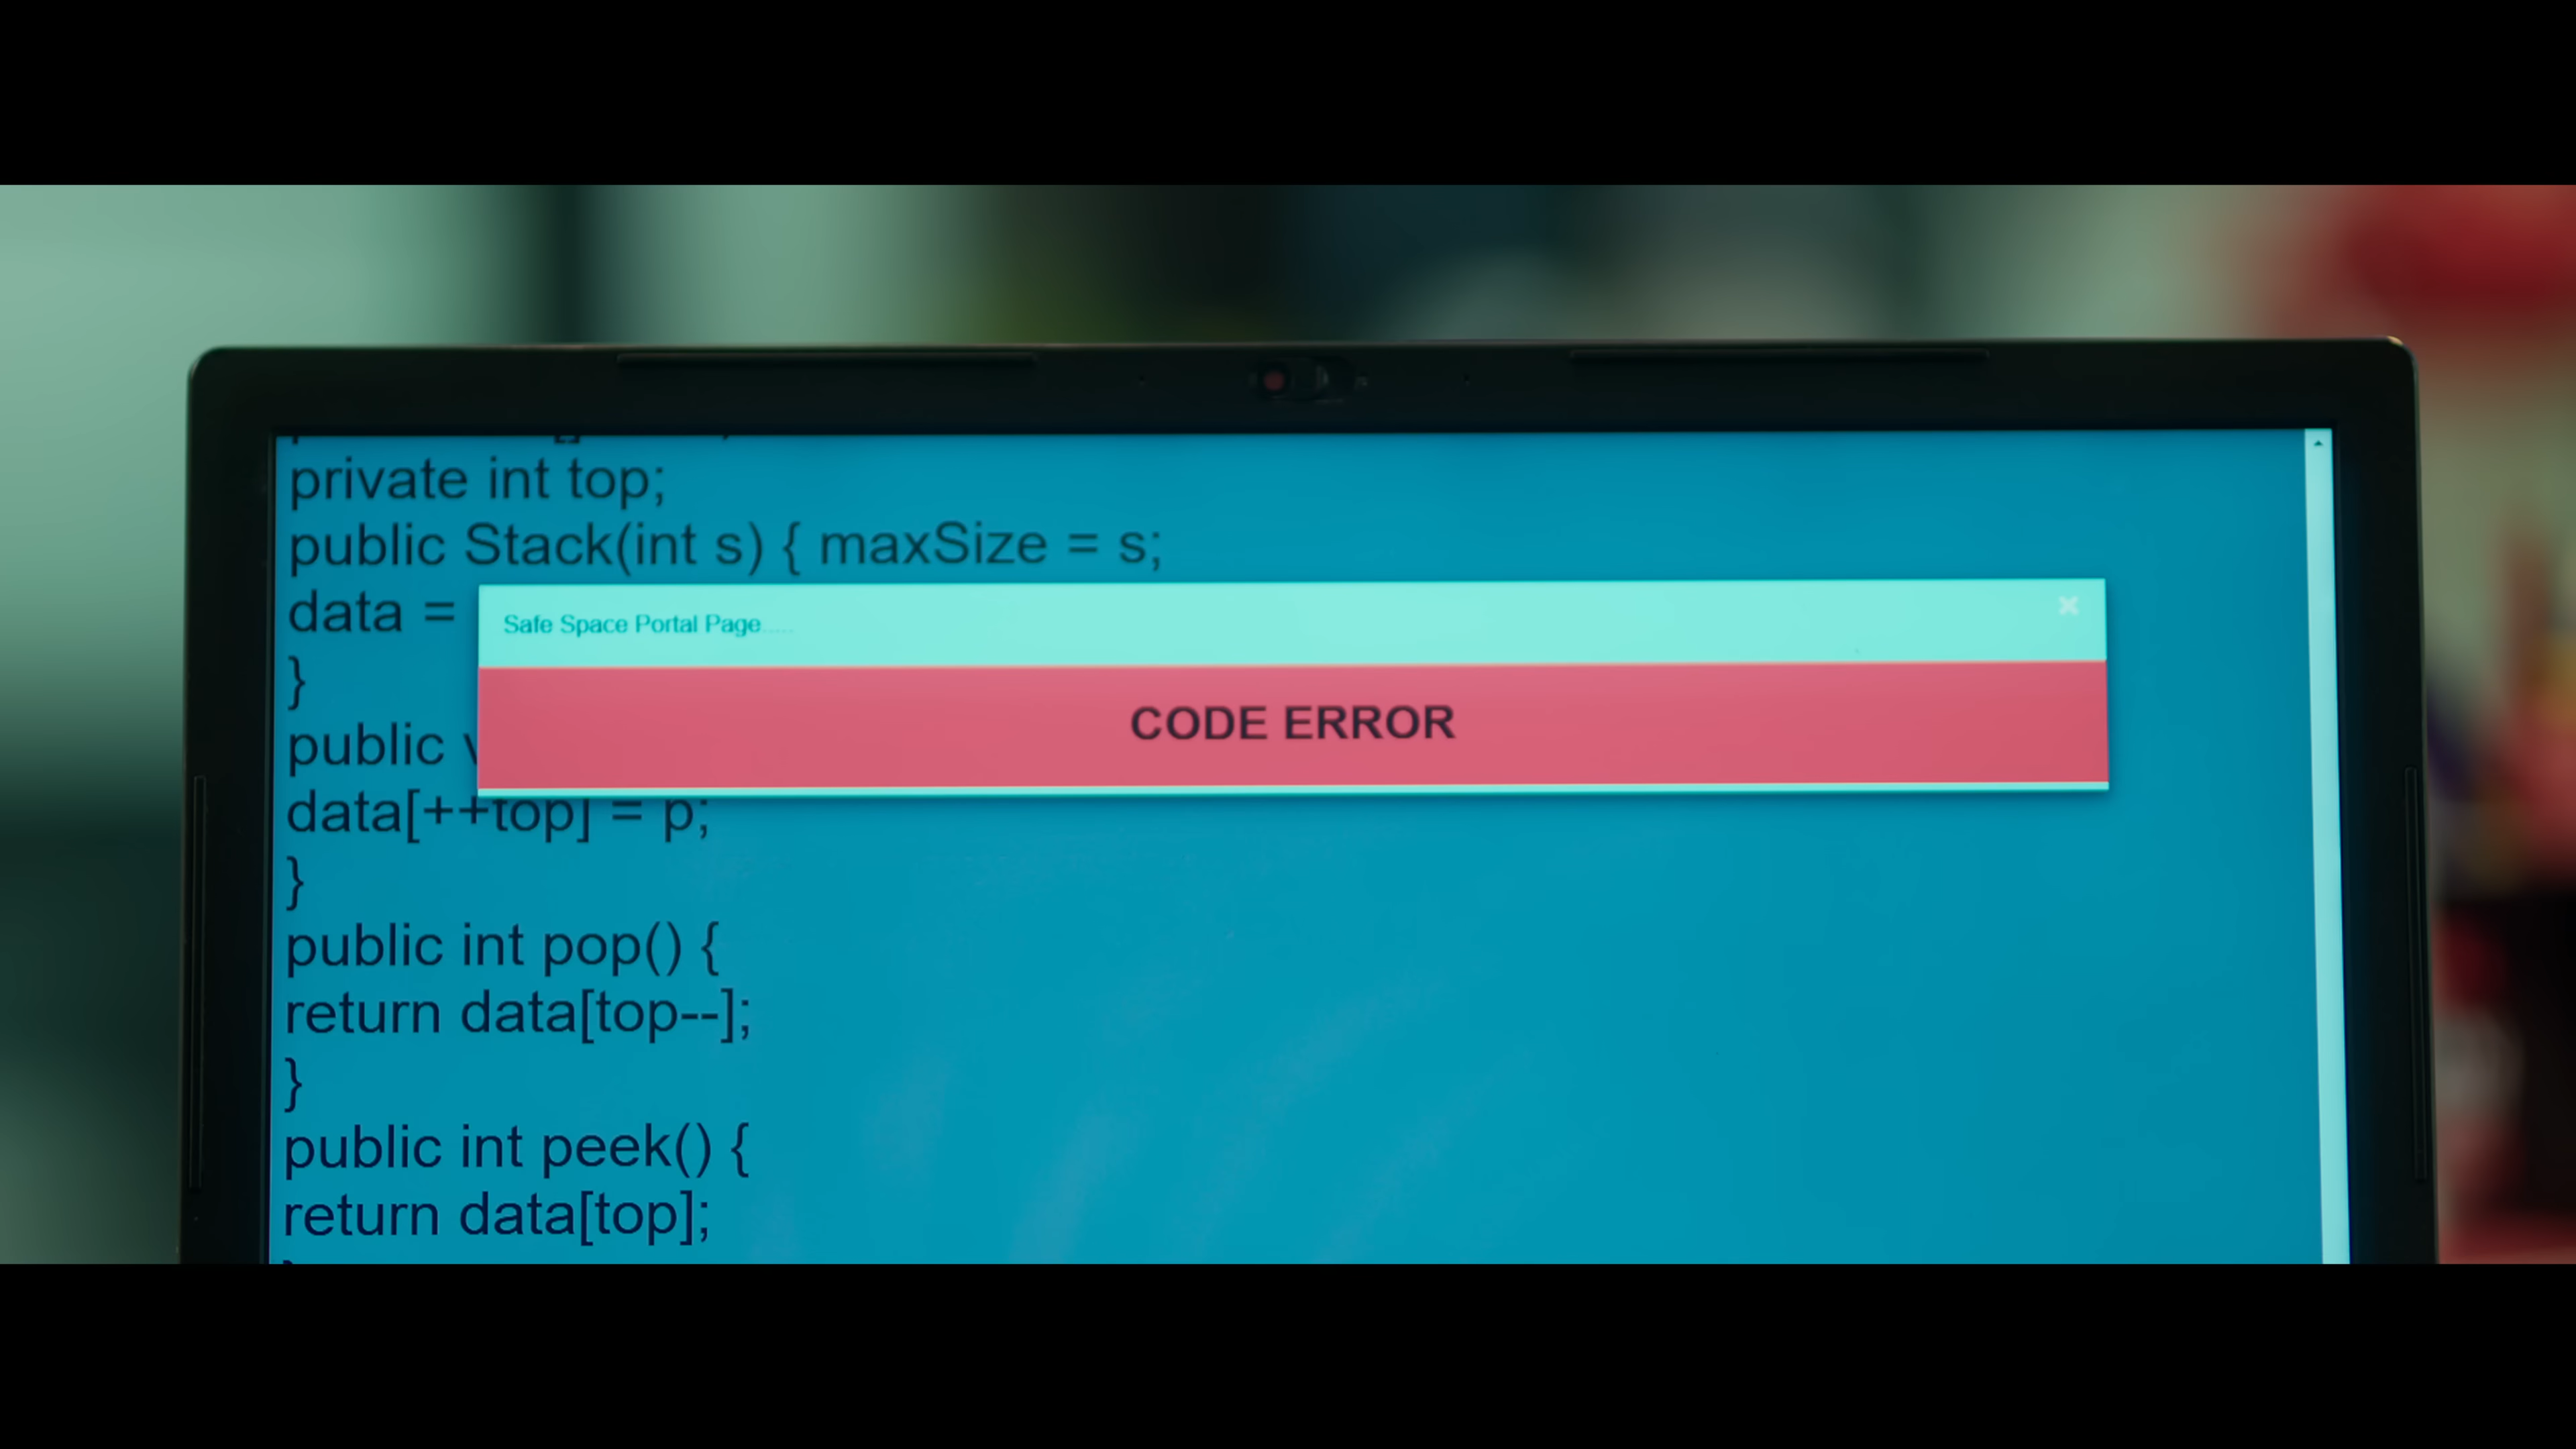 private int top;
public Stack(int s) { maxSize = s;
data =
Safe Space Portal Page.....
}
CODE ERROR
public
data[++top] = p;
}
public int pop() {
return data[top--];
}
public int peek() {
return data[top];